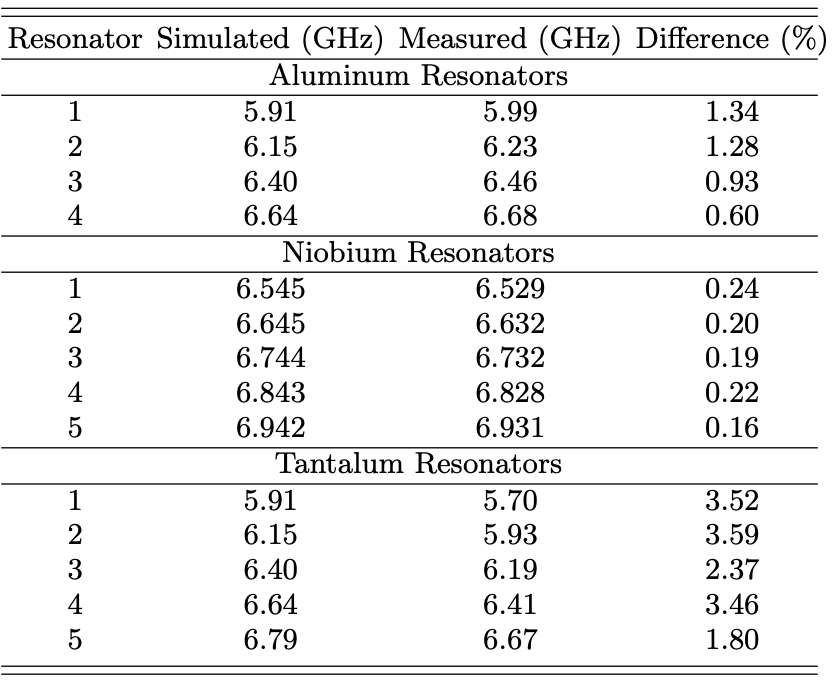 Resonator Simulated (GHz) Measured (GHz) Difference (%)
Aluminum Resonators
1 5.91 5.99 1.34
2 6.15 6.23 1.28
3 6.40 6.46 0.93
4 6.64 6.68 0.60
Niobium Resonators
1 6.545 6.529 0.24
2 6.645 6.632 0.20
3 6.744 6.732 0.19
4 6.843 6.828 0.22
5 6.942 6.931 0.16
Tantalum Resonators
1 5.91 5.70 3.52
2 6.15 5.93 3.59
3 6.40 6.19 2.37
4 6.64 6.41 3.46
5 6.79 6.67 1.80